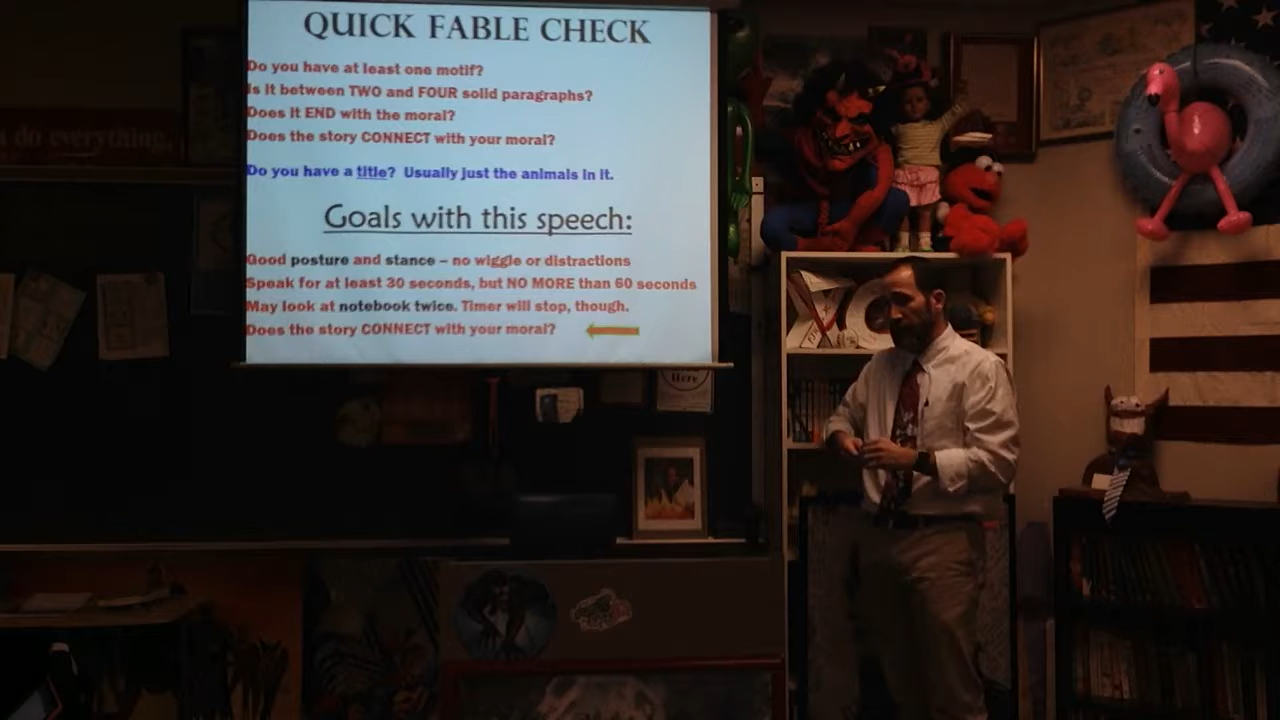 QUICK FABLE CHECK
Do you have at least one motif?
Is it between TWO and FOUR solid paragraphs?
Does it END with the moral?
Does the story CONNECT with your moral?
Do you have a title? Usually just the animals in it.
Goals with this speech:
Good posture and stance – no wiggle or distractions
Speak for at least 30 seconds, but NO MORE than 60 seconds
May look at notebook twice. Timer will stop, though.
Does the story CONNECT with your moral?
do everything.
Here